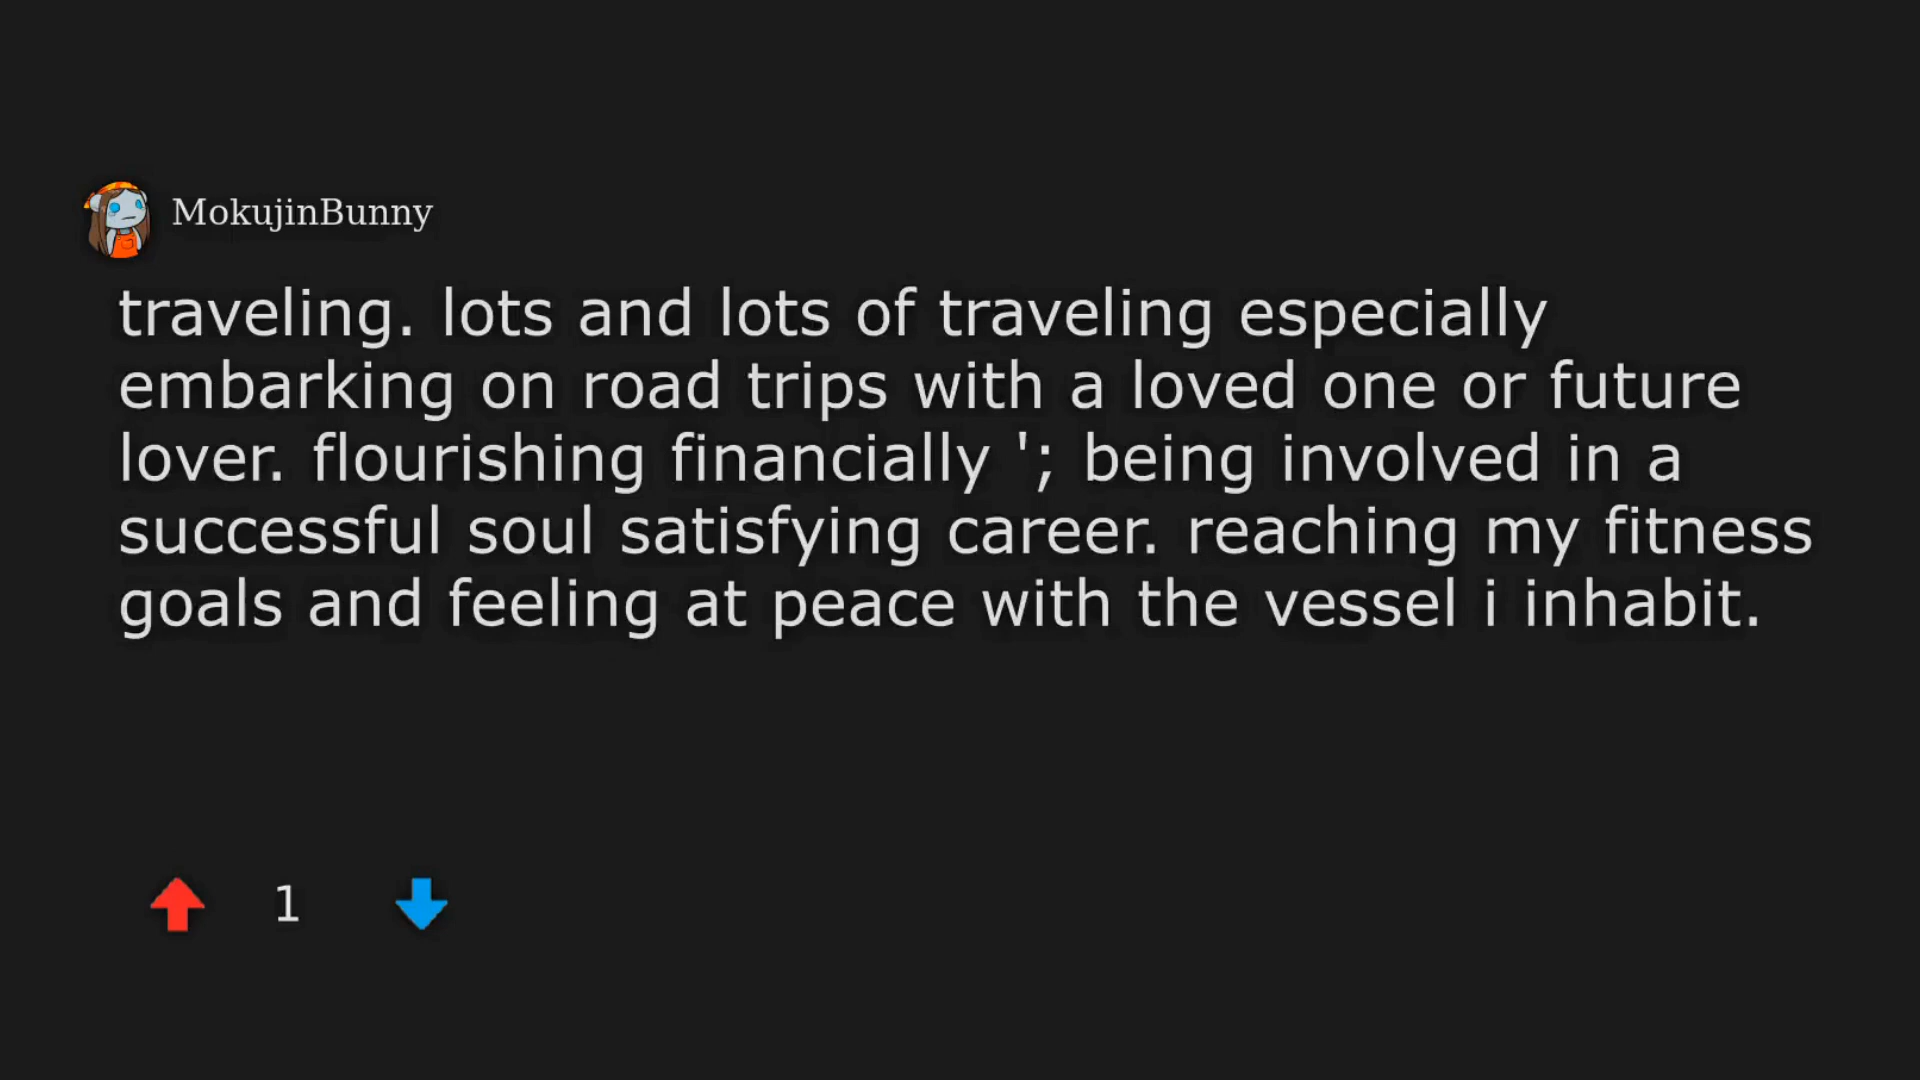 MokujinBunny
traveling. lots and lots of traveling especially
embarking on road trips with a loved one or future
lover. flourishing financially '; being involved in a
successful soul satisfying career. reaching my fitness
goals and feeling at peace with the vessel i inhabit.
1